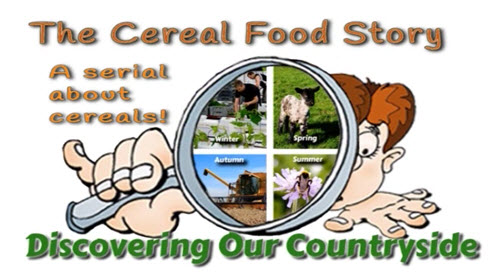 The Cereal Food Story
A serial
about
cereals!
Winter
Spring
Autumn
Summer
Discovering Our Countryside